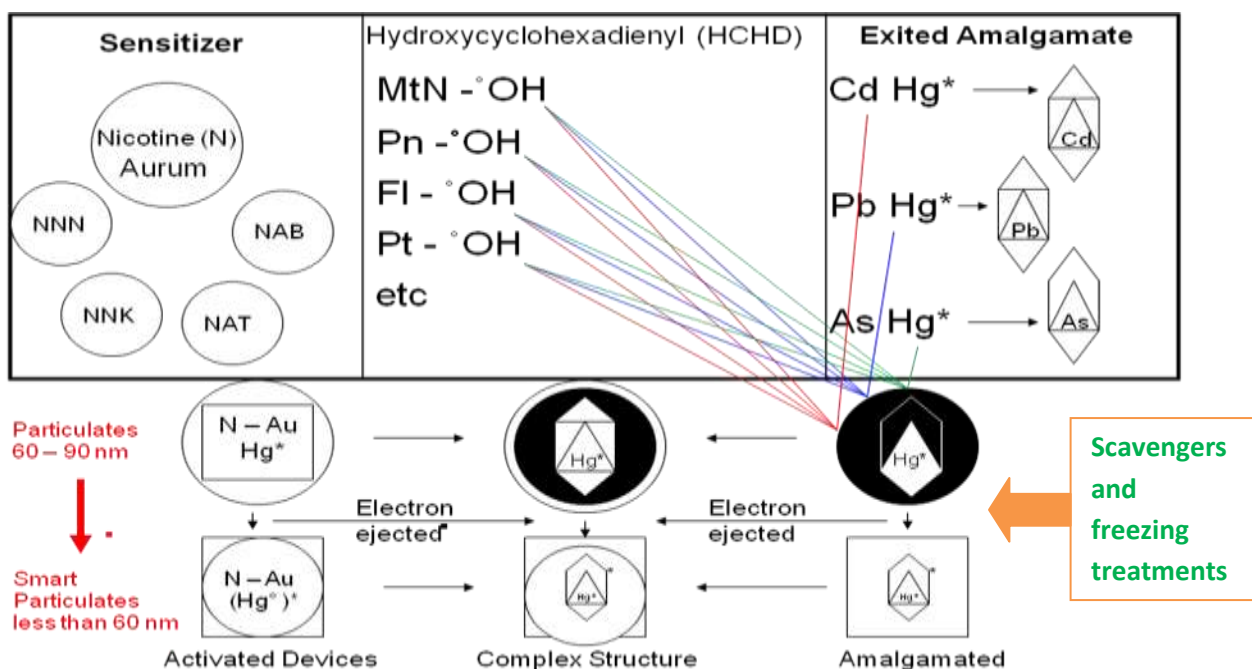 Sensitizer
Nicotine (N)
Aurum
NNN
NAB
NNK
NAT
Hydroxycyclohexadienyl (HCHD)
MtN -°OH
Pn -°OH
Fl - °OH
Pt - °OH
etc
Exited Amalgamate
Cd Hg*
Cd
Pb Hg*
Pb
As Hg*
As
Particulates
60 – 90 nm
N – Au
Hg*
Hg*
Hg*
Scavengers
and
freezing
treatments
Electron
ejected
Electron
ejected
Smart
Particulates
less than 60 nm
N – Au
(Hg°)*
Hg*
*
Hg*
*
Activated Devices
Complex Structure
Amalgamated